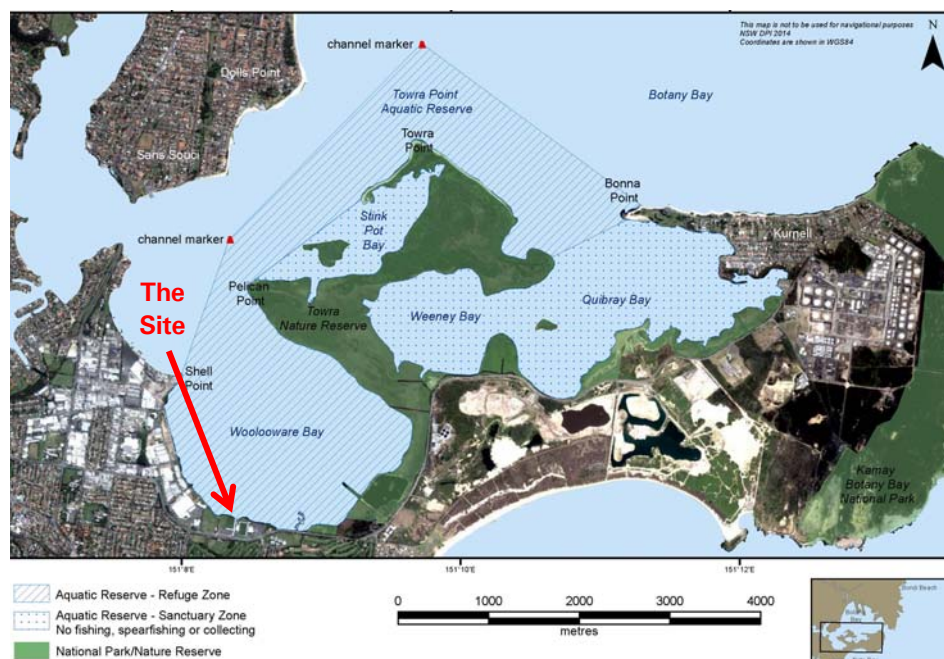 This map is not to be used for navigational purposes
NSW DPI 2014
Coordinates are shown in WGS84
N
channel marker
Dolls Point
Towra Point
Aquatic Reserve
Botany Bay
Towra
Point
Sans Souci
Bonna
Point
Stink
Pot
Bay
Kurnell
channel marker
The
Site
Pelican
Point
Towra
Nature Reserve
Weeney Bay
Quibray Bay
Shell
Point
Woolooware Bay
Kamay
Botany Bay
National Park
151°8'E
151°10'E
151°12'E
Aquatic Reserve - Refuge Zone
Aquatic Reserve - Sanctuary Zone
No fishing, spearfishing or collecting
National Park/Nature Reserve
0 1000 2000 3000 4000
metres
Bondi Beach